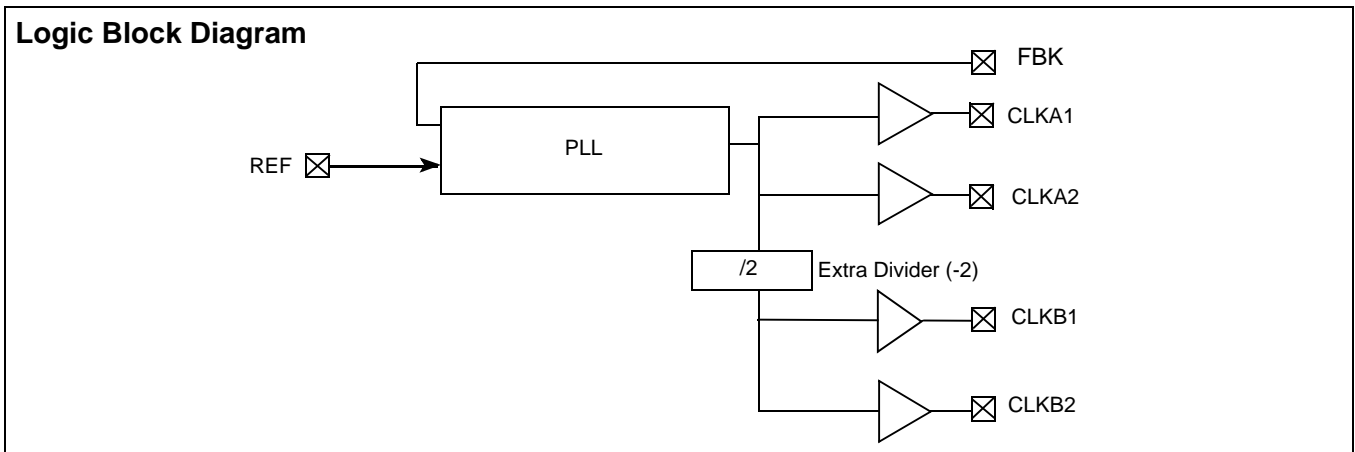 Logic Block Diagram
FBK
CLKA1
PLL
REF
CLKA2
/2
Extra Divider (-2)
CLKB1
CLKB2